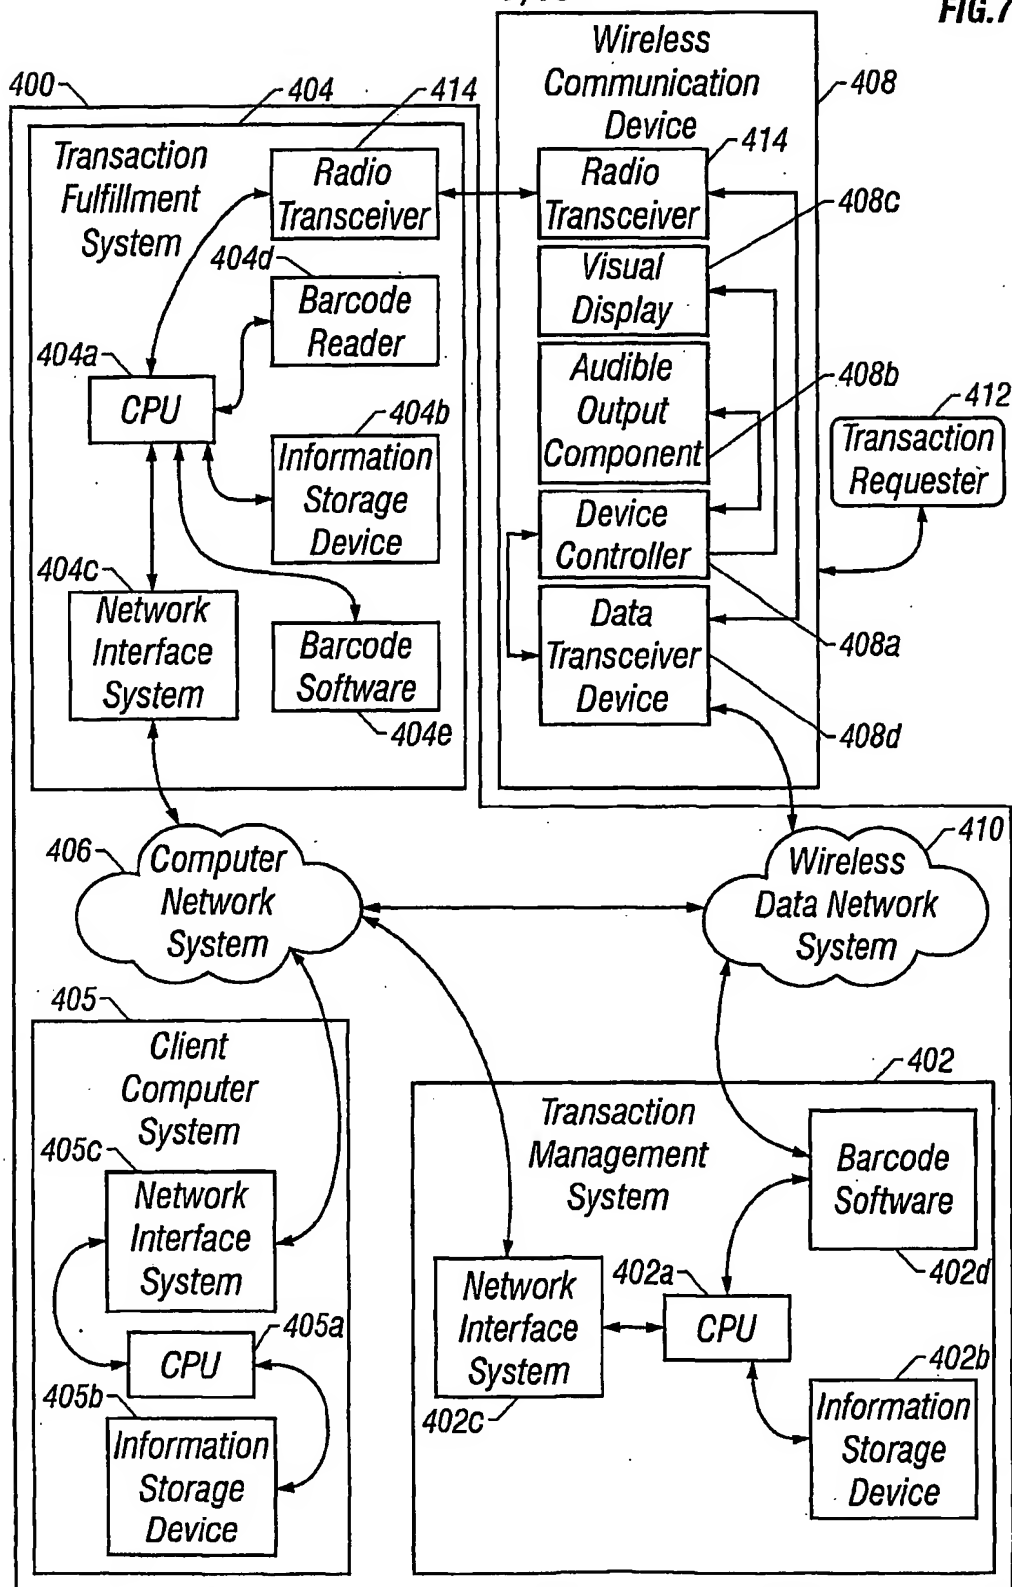 FIG.7
400
404
414
Transaction
Fulfillment
System
Radio
Transceiver
404d
Barcode
Reader
404a
CPU
404b
Information
Storage
Device
404c
Network
Interface
System
Barcode
Software
404e
Wireless
Communication
Device
408
414
Radio
Transceiver
408c
Visual
Display
Audible
Output
Component
408b
Device
Controller
408a
Data
Transceiver
Device
408d
412
Transaction
Requester
406
Computer
Network
System
410
Wireless
Data Network
System
405
Client
Computer
System
405c
Network
Interface
System
405a
CPU
405b
Information
Storage
Device
402
Transaction
Management
System
Barcode
Software
402d
402a
CPU
Network
Interface
System
402c
402b
Information
Storage
Device